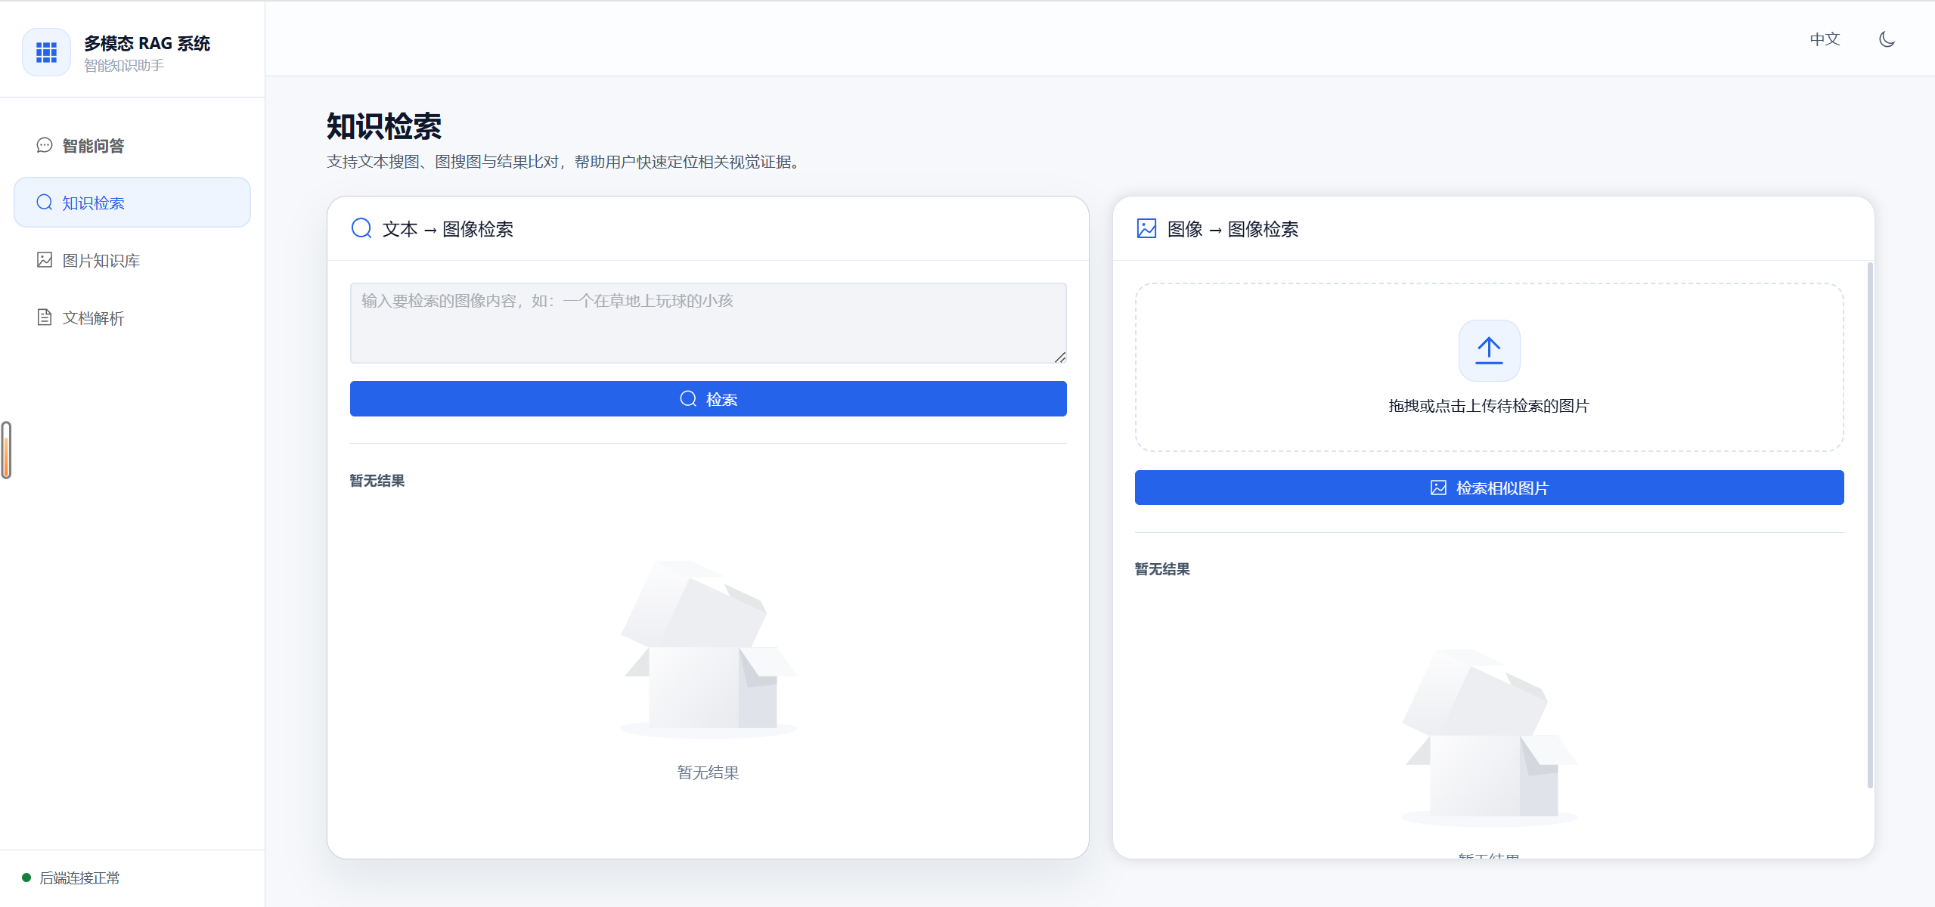 多模态 RAG 系统
智能知识助手
中文
智能问答
知识检索
图片知识库
文档解析
后端连接正常
知识检索
支持文本搜图、图搜图与结果比对，帮助用户快速定位相关视觉证据。
文本 → 图像检索
输入要检索的图像内容，如：一个在草地上玩球的小孩
检索
暂无结果
暂无结果
图像 → 图像检索
拖拽或点击上传待检索的图片
检索相似图片
暂无结果
暂无结果